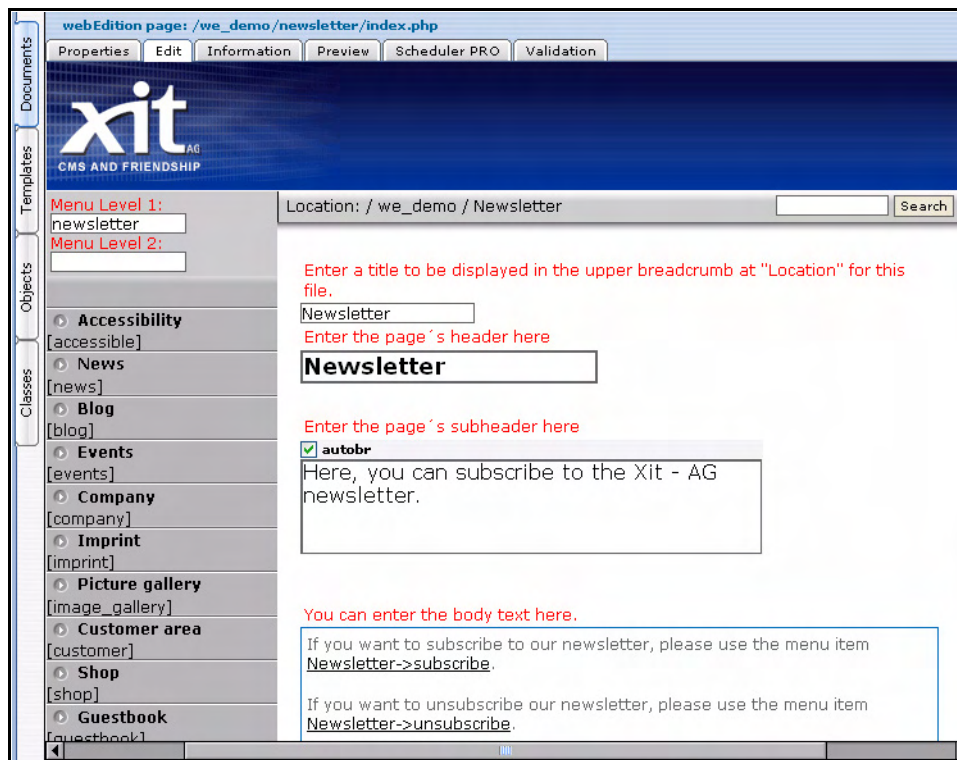 webEdition page: /we_demo/newsletter/index.php
Properties Edit Information Preview Scheduler PRO Validation
Documents
Templates
Objects
Classes
xit
AG
CMS AND FRIENDSHIP
Menu Level 1:
newsletter
Menu Level 2:
Location: / we_demo / Newsletter
Search
Accessibility
[accessible]
News
[news]
Blog
[blog]
Events
[events]
Company
[company]
Imprint
[imprint]
Picture gallery
[image_gallery]
Customer area
[customer]
Shop
[shop]
Guestbook
[guestbook]
Enter a title to be displayed in the upper breadcrumb at "Location" for this
file.
Newsletter
Enter the page´s header here
Newsletter
Enter the page´s subheader here
autobr
Here, you can subscribe to the Xit - AG
newsletter.
You can enter the body text here.
If you want to subscribe to our newsletter, please use the menu item
Newsletter->subscribe.
If you want to unsubscribe our newsletter, please use the menu item
Newsletter->unsubscribe.